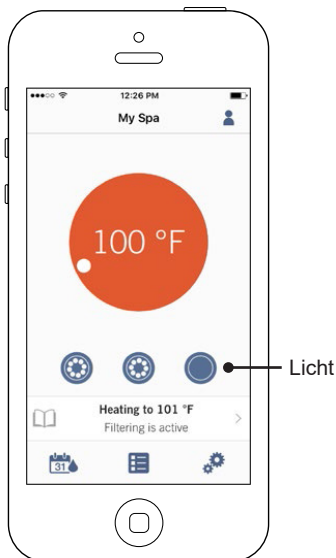 12:26 PM
My Spa
100 °F
Licht
Heating to 101 °F
Filtering is active
31